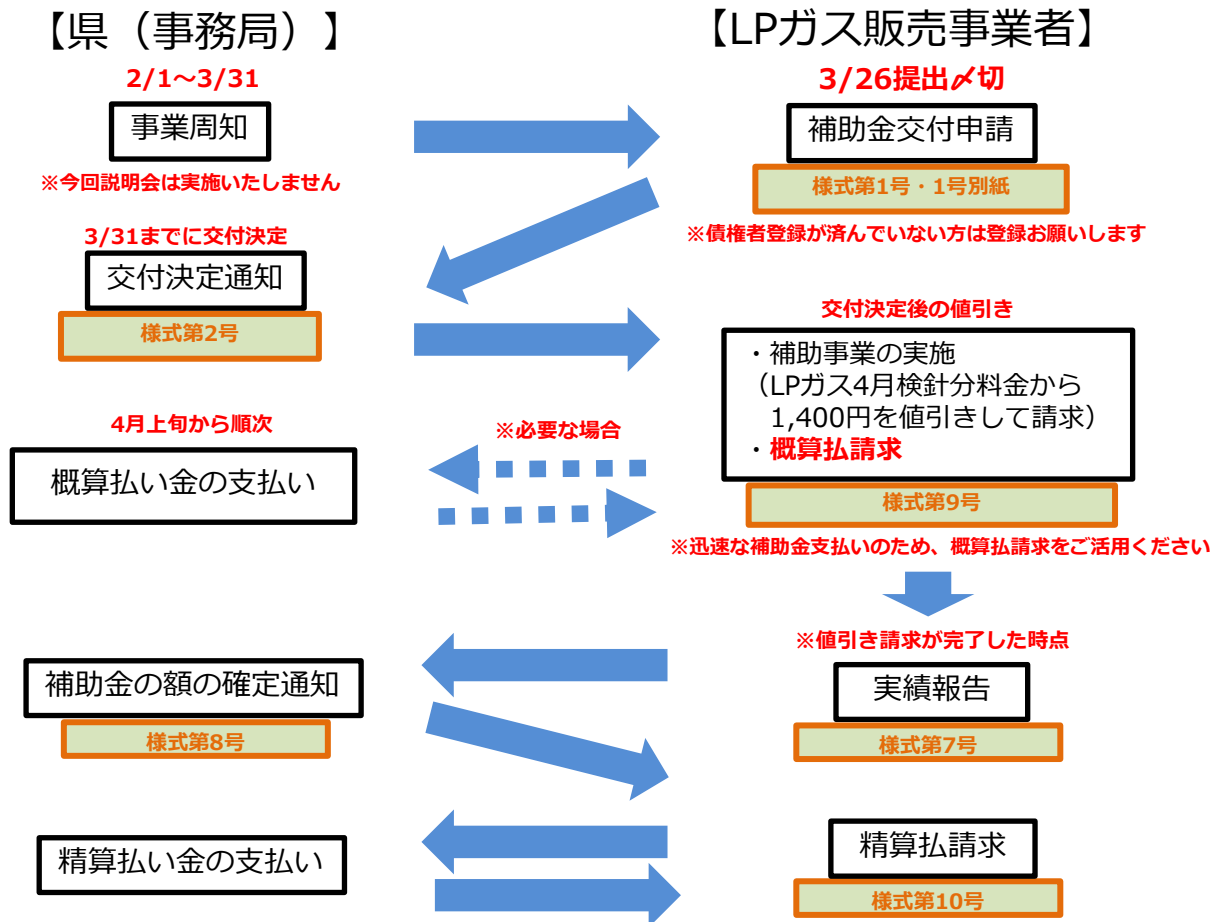 【県（事務局）】
【LPガス販売事業者】
2/1～3/31
3/26提出〆切
事業周知
補助金交付申請
※今回説明会は実施いたしません
様式第1号・1号別紙
※債権者登録が済んでいない方は登録お願いします
3/31までに交付決定
交付決定通知
様式第2号
交付決定後の値引き
・補助事業の実施
（LPガス4月検針分料金から
1,400円を値引きして請求）
・概算払請求
様式第9号
4月上旬から順次
※必要な場合
概算払い金の支払い
※迅速な補助金支払いのため、概算払請求をご活用ください
※値引き請求が完了した時点
補助金の額の確定通知
実績報告
様式第8号
様式第7号
精算払い金の支払い
精算払請求
様式第10号